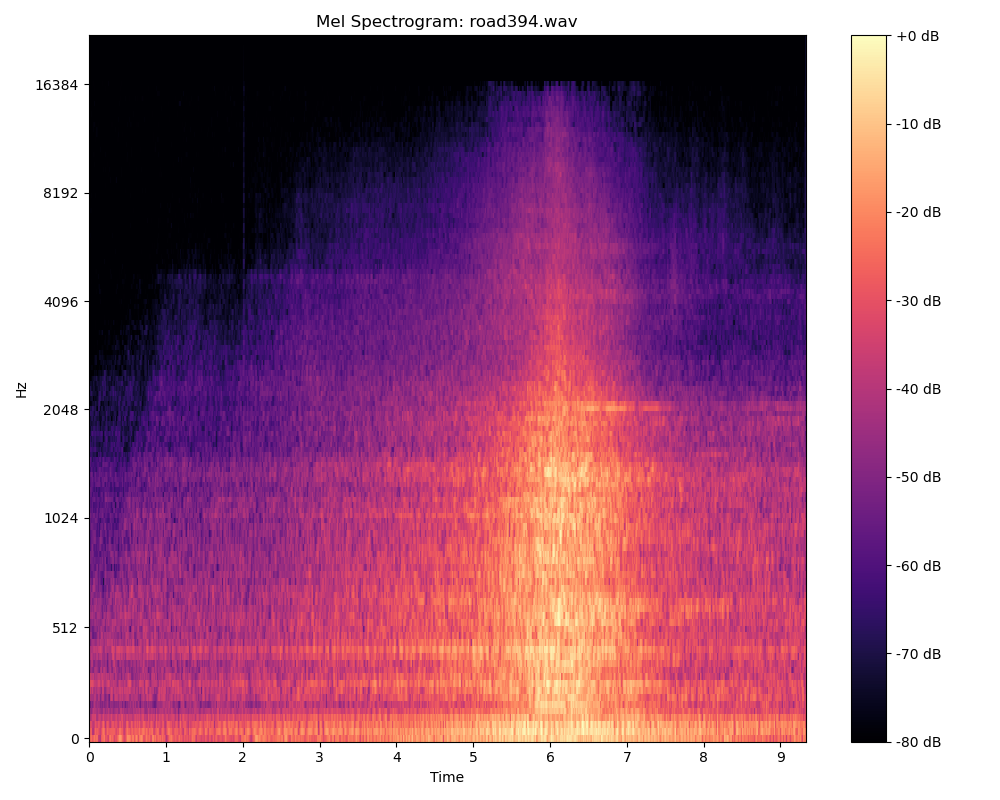 Mel Spectrogram: road394.wav
Hz
16384
8192
4096
2048
1024
512
0
0 1 2 3 4 5 6 7 8 9
Time
+0 dB
-10 dB
-20 dB
-30 dB
-40 dB
-50 dB
-60 dB
-70 dB
-80 dB